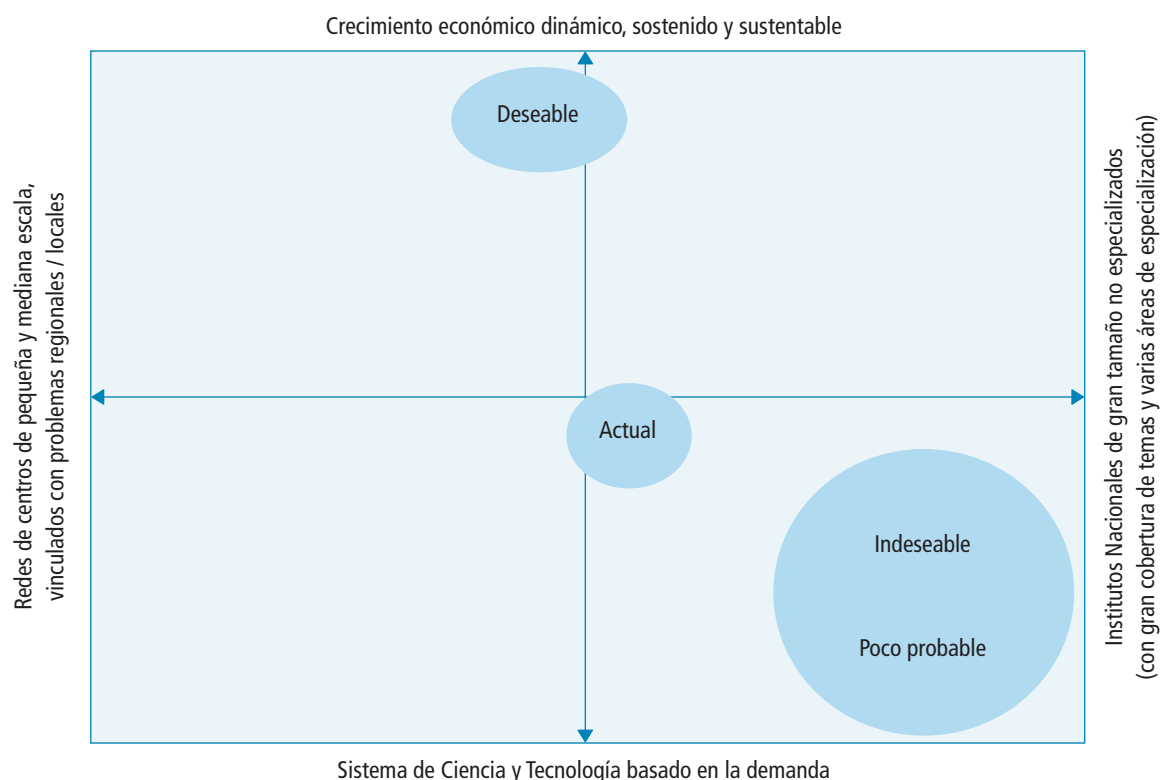 Crecimiento económico dinámico, sostenido y sustentable
Deseable
Redes de centros de pequeña y mediana escala,
vinculados con problemas regionales / locales
Institutos Nacionales de gran tamaño no especializados
(con gran cobertura de temas y varias áreas de especialización)
Actual
Indeseable
Poco probable
Sistema de Ciencia y Tecnología basado en la demanda